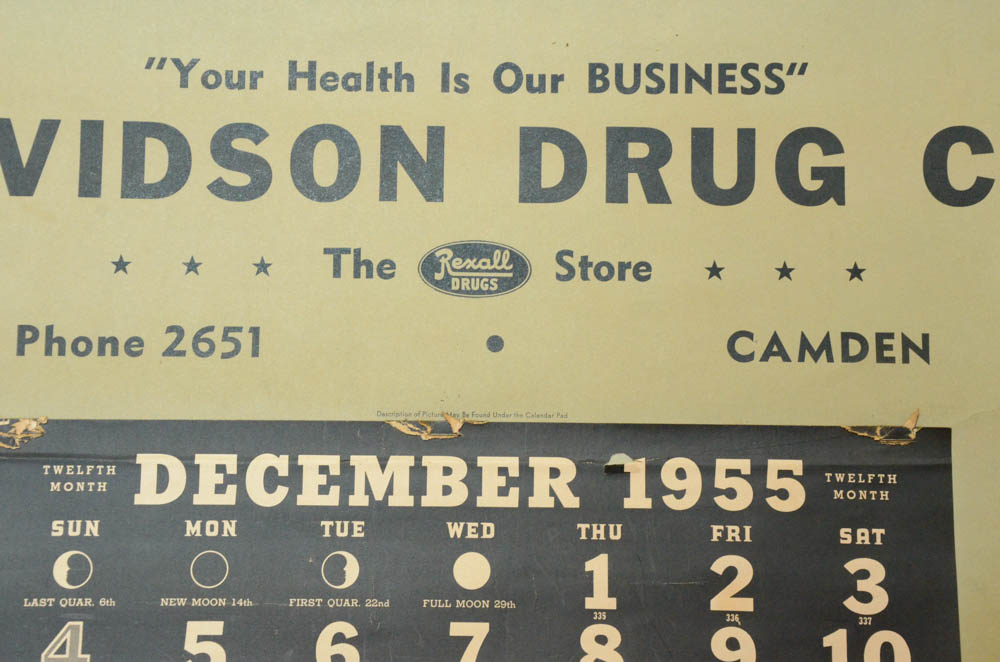 "Your Health Is Our BUSINESS"
VIDSON DRUG C
★ ★ ★ The Rexall DRUGS Store ★ ★ ★
Phone 2651 • CAMDEN
Description of Picture May Be Found Under the Calendar Pad
TWELFTH MONTH DECEMBER 1955 TWELFTH MONTH
SUN MON TUE WED THU FRI SAT
LAST QUAR. 6th NEW MOON 14th FIRST QUAR. 22nd FULL MOON 29th 1 2 3
335 336 337
4 5 6 7 8 9 10